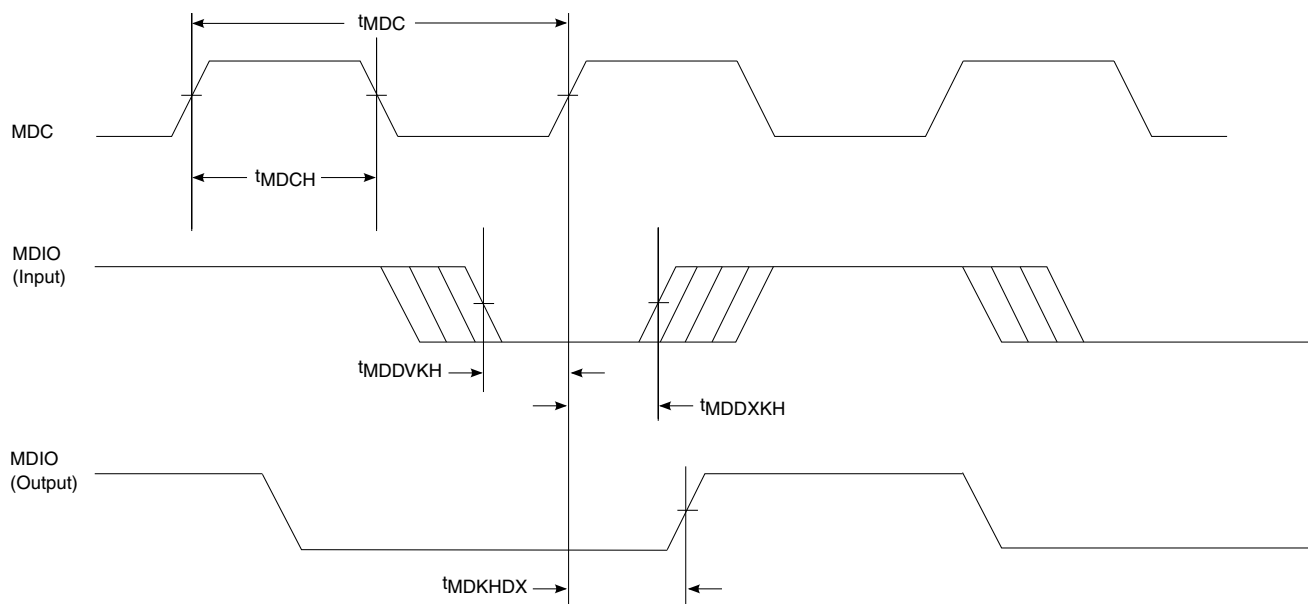 tMDC
MDC
tMDCH
MDIO
(Input)
tMDDVKH
tMDDXKH
MDIO
(Output)
tMDKHDX